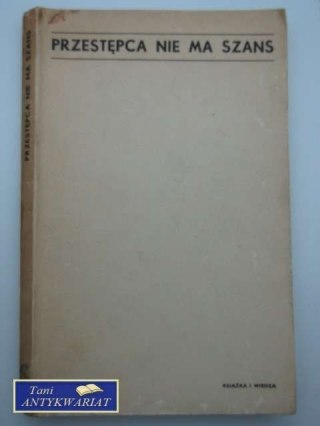 PRZESTĘPCA NIE MA SZANS
PRZESTĘPCA NIE MA SZANS
KSIĄŻKA I WIEDZA
Tani
ANTYKWARIAT